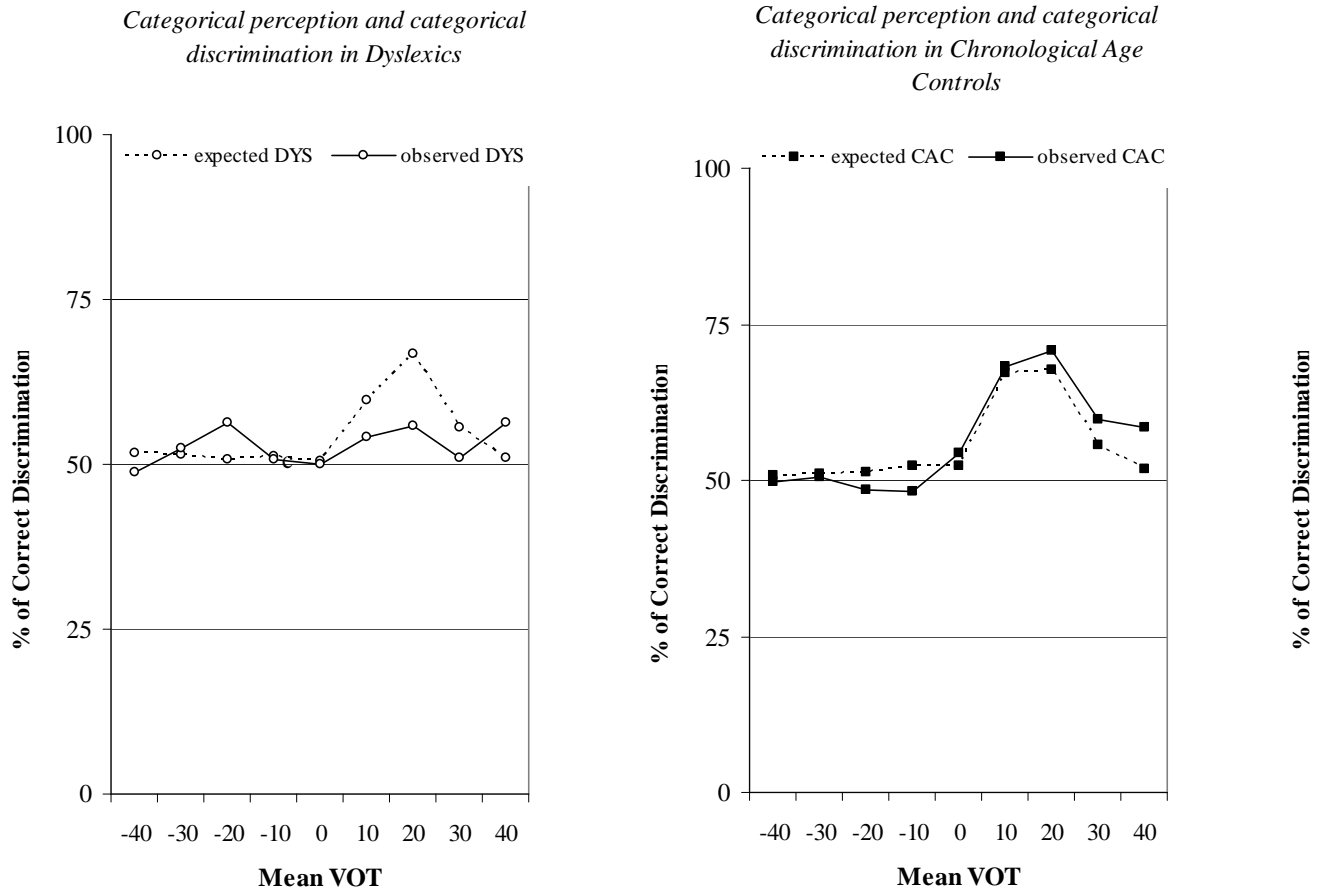 Categorical perception and categorical
discrimination in Dyslexics
100
expected DYS observed DYS
75
50
25
0
% of Correct Discrimination
-40 -30 -20 -10 0 10 20 30 40
Mean VOT
Categorical perception and categorical
discrimination in Chronological Age
Controls
expected CAC observed CAC
100
75
50
25
0
% of Correct Discrimination
-40 -30 -20 -10 0 10 20 30 40
Mean VOT
% of Correct Discrimination